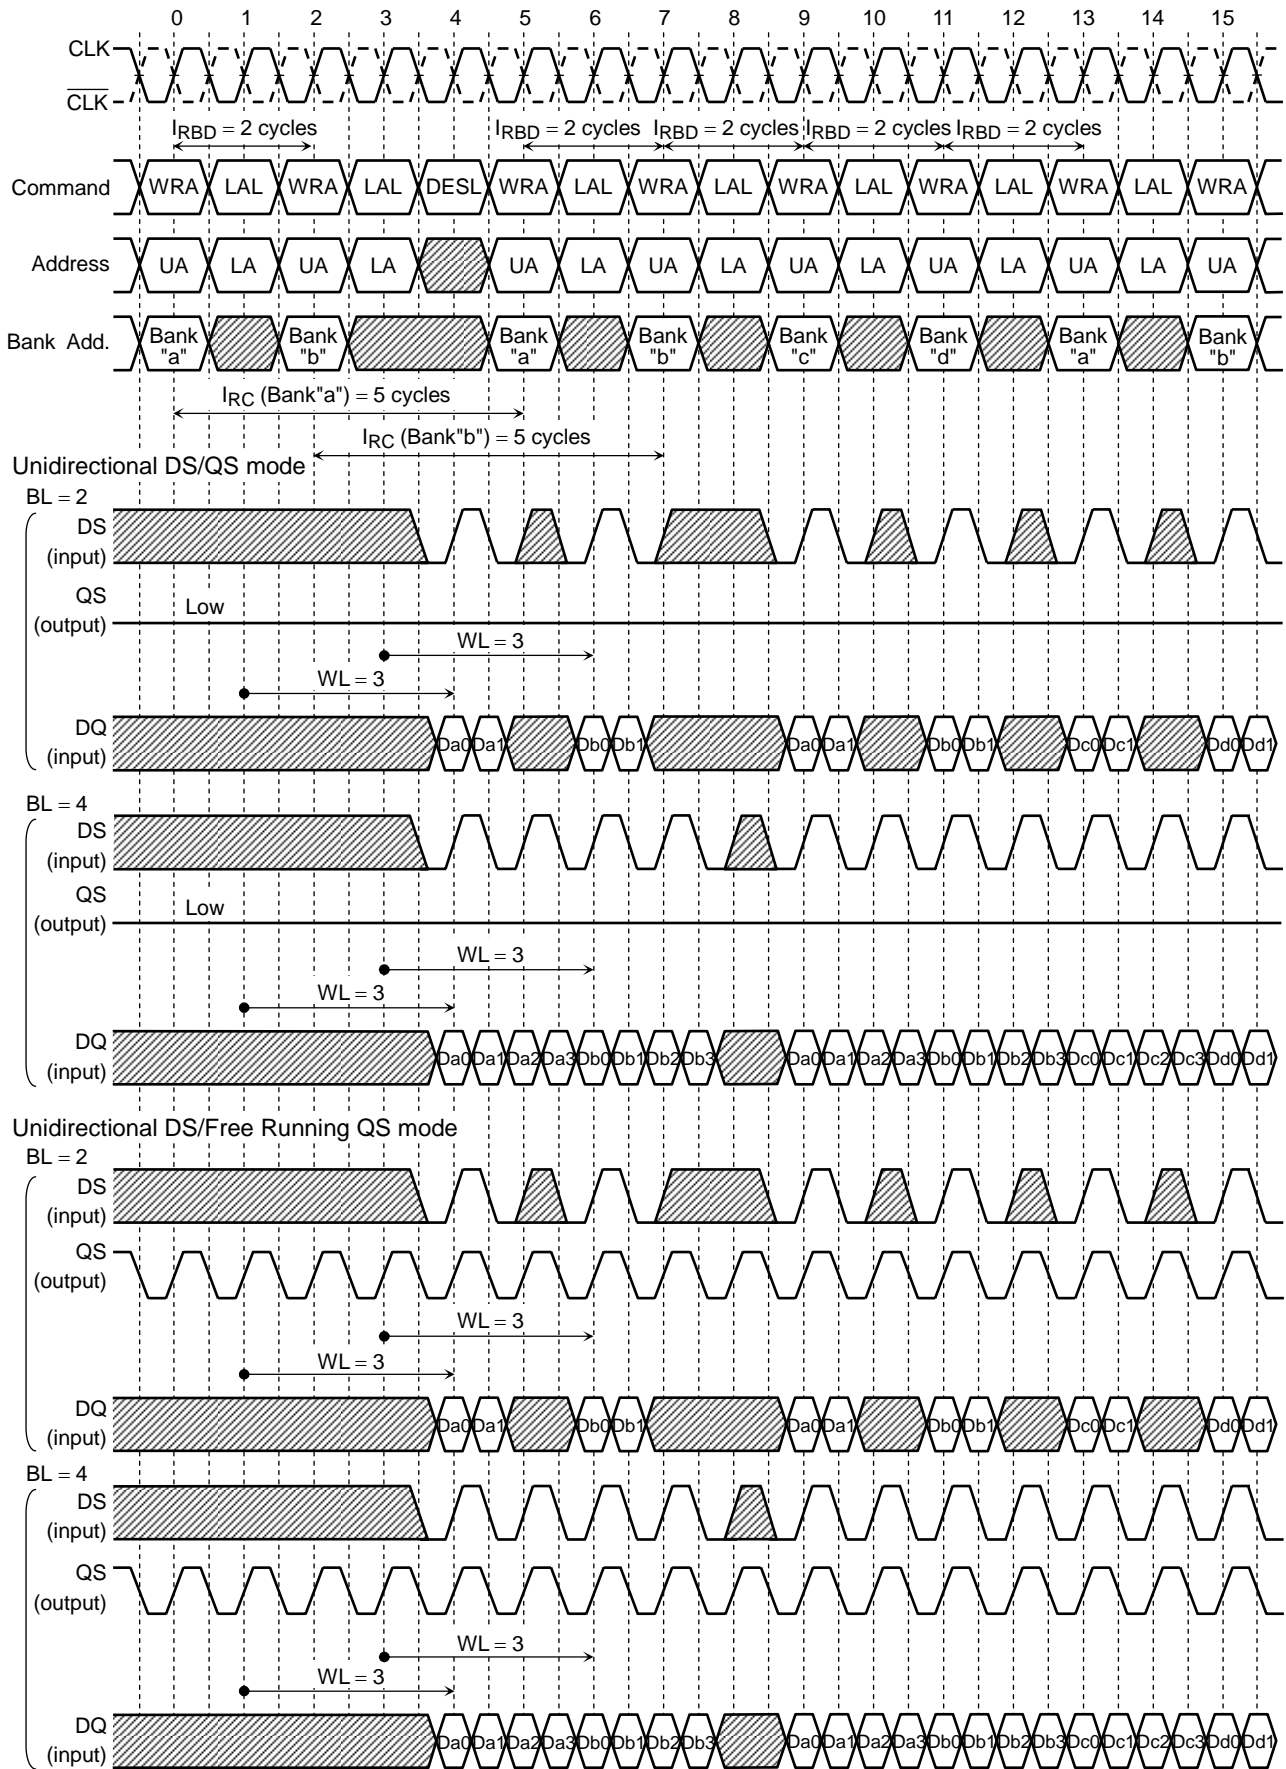 0 1 2 3 4 5 6 7 8 9 10 11 12 13 14 15
CLK
CLK
IRBD = 2 cycles IRBD = 2 cycles IRBD = 2 cycles IRBD = 2 cycles IRBD = 2 cycles
Command WRA LAL WRA LAL DESL WRA LAL WRA LAL WRA LAL WRA LAL WRA LAL WRA
Address UA LA UA LA UA LA UA LA UA LA UA LA UA LA UA
Bank Add. Bank "a" Bank "b" Bank "a" Bank "b" Bank "c" Bank "d" Bank "a" Bank "b"
IRC (Bank"a") = 5 cycles
IRC (Bank"b") = 5 cycles
Unidirectional DS/QS mode
BL = 2
DS
(input)
QS
(output)
Low
WL = 3
WL = 3
DQ
(input)
Da0 Da1 Db0 Db1 Da0 Da1 Db0 Db1 Dc0 Dc1 Dd0 Dd1
BL = 4
DS
(input)
QS
(output)
Low
WL = 3
WL = 3
DQ
(input)
Da0 Da1 Da2 Da3 Db0 Db1 Db2 Db3 Da0 Da1 Da2 Da3 Db0 Db1 Db2 Db3 Dc0 Dc1 Dc2 Dc3 Dd0 Dd1
Unidirectional DS/Free Running QS mode
BL = 2
DS
(input)
QS
(output)
WL = 3
WL = 3
DQ
(input)
Da0 Da1 Db0 Db1 Da0 Da1 Db0 Db1 Dc0 Dc1 Dd0 Dd1
BL = 4
DS
(input)
QS
(output)
WL = 3
WL = 3
DQ
(input)
Da0 Da1 Da2 Da3 Db0 Db1 Db2 Db3 Da0 Da1 Da2 Da3 Db0 Db1 Db2 Db3 Dc0 Dc1 Dc2 Dc3 Dd0 Dd1